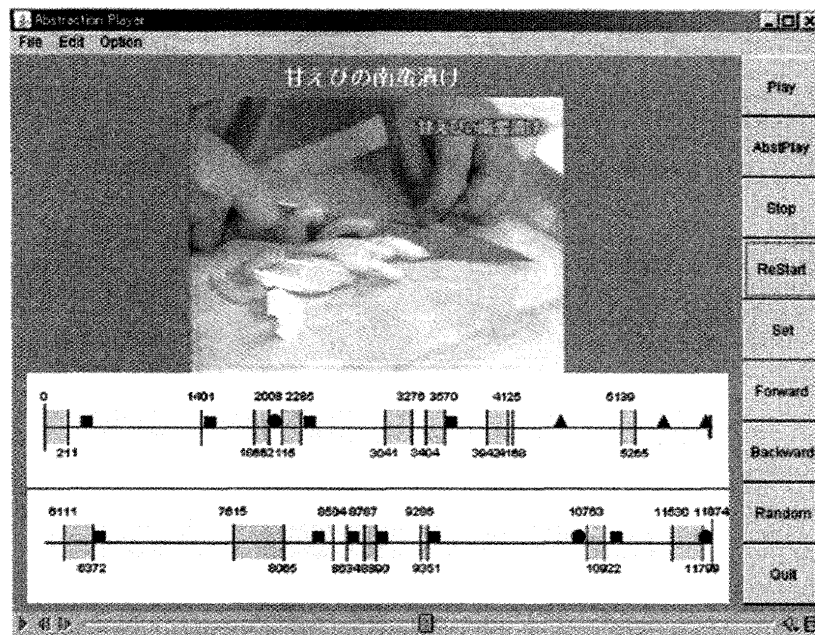 Abstraction Player
File Edit Option
甘えびの南蛮漬け
Play
AbstPlay
Stop
ReStart
Set
Forward
Backward
Random
Quit
0 1401 2008 2285 3276 3570 4125 6139
211 3041 3404 5265
6111 7615 8594 8787 9286 10763 11530 11874
6372 8065 9351 10922 11799